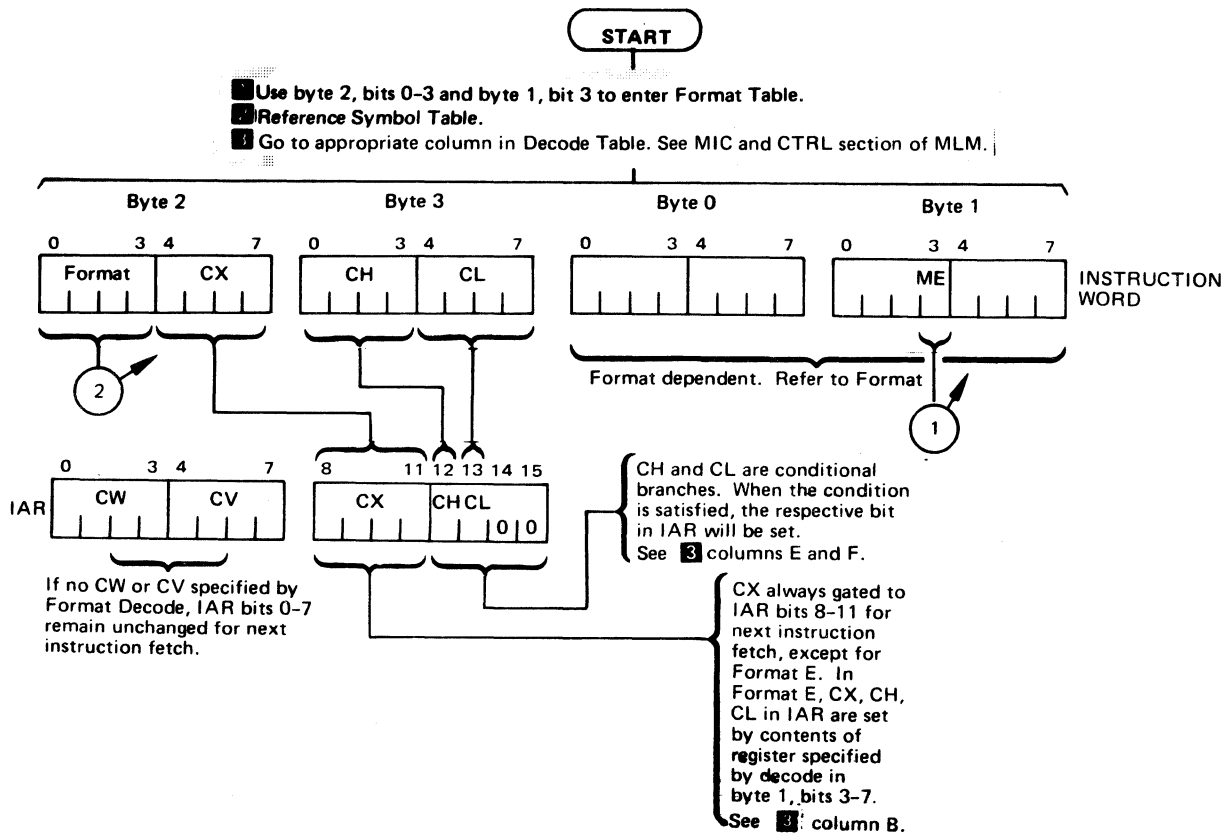 START
1 Use byte 2, bits 0-3 and byte 1, bit 3 to enter Format Table.
2 Reference Symbol Table.
3 Go to appropriate column in Decode Table. See MIC and CTRL section of MLM.
Byte 2 Byte 3 Byte 0 Byte 1
0 3 4 7 0 3 4 7 0 3 4 7 0 3 4 7
Format CX CH CL ME
INSTRUCTION
WORD
Format dependent. Refer to Format
2
1
0 3 4 7 8 11 12 13 14 15
IAR CW CV CX CH CL 0 0
If no CW or CV specified by
Format Decode, IAR bits 0-7
remain unchanged for next
instruction fetch.
CH and CL are conditional
branches. When the condition
is satisfied, the respective bit
in IAR will be set.
See 3 columns E and F.
CX always gated to
IAR bits 8-11 for
next instruction
fetch, except for
Format E. In
Format E, CX, CH,
CL in IAR are set
by contents of
register specified
by decode in
byte 1, bits 3-7.
See 3 column B.